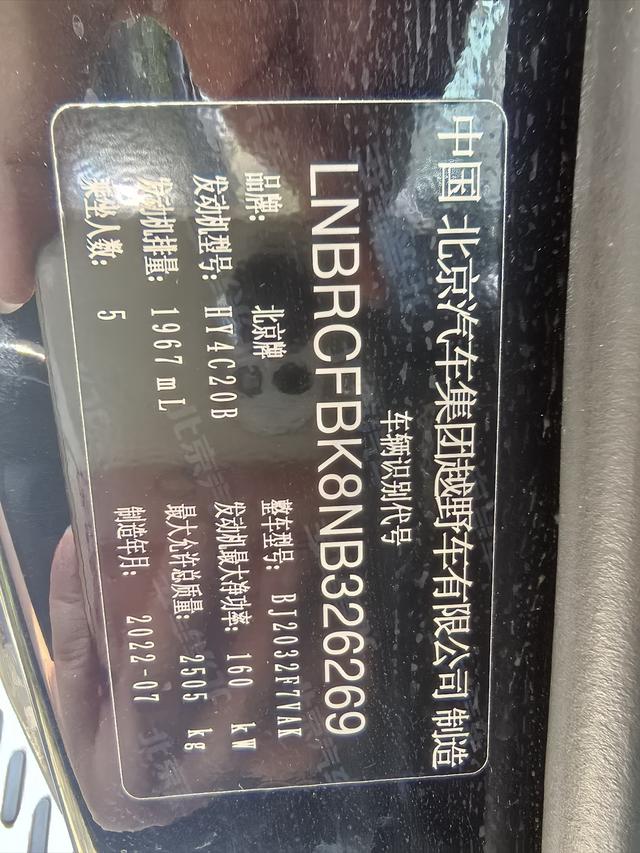 中国 北京汽车集团越野车有限公司 制造
车辆识别代号
LNBRCFBK8NB326269
品牌: 北京牌 整车型号: BJ2032F7VAK
发动机型号: HY4C20B 发动机最大净功率: 160 kW
发动机排量: 1967 mL 最大允许总质量: 2505 kg
乘坐人数: 5 制造年月: 2022-07